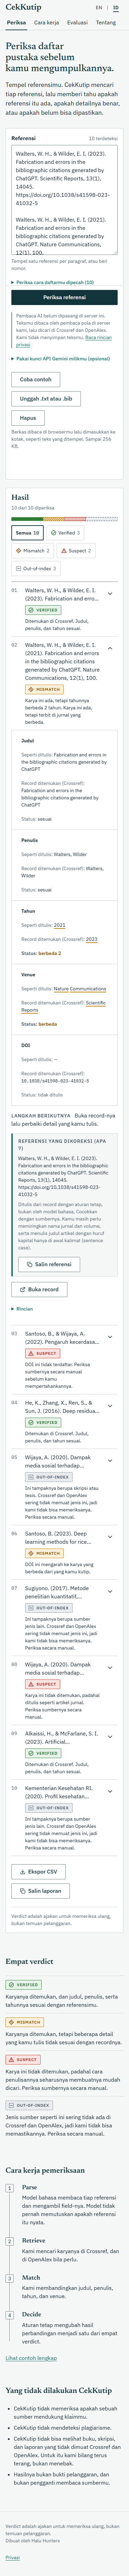 CekKutip
EN | ID
Periksa Cara kerja Evaluasi Tentang
Periksa daftar
pustaka sebelum
kamu mengumpulkannya.
Tempel referensimu, CekKutip mencari
tiap referensi, lalu memberi tahu apakah
referensi itu ada, apakah detailnya benar,
atau apakah belum bisa dipastikan.
Referensi
10 terdeteksi
Walters, W. H., & Wilder, E. I. (2023).
Fabrication and errors in the
bibliographic citations generated by
ChatGPT. Scientific Reports, 13(1),
14045.
https://doi.org/10.1038/s41598-023-
41032-5
Walters, W. H., & Wilder, E. I. (2021).
Fabrication and errors in the
bibliographic citations generated by
ChatGPT. Nature Communications,
12(1), 100.
Tempel satu referensi per paragraf, atau beri
nomor.
Periksa cara daftarmu dipecah (10)
Periksa referensi
Pembacaan AI belum dipasang di server ini.
kami, lalu dicari di Crossref dan OpenAlex.
privasi
Pakai kunci API Gemini milikmu (opsional)
Coba contoh
Unggah .txt atau .bib
Hapus
Berkas dibaca di browsermu lalu dimasukkan ke
kotak, seperti teks yang ditempel. Sampai 256
KB.
Hasil
10 dari 10 diperiksa
Semua 10
Verified 3
Mismatch 2
Suspect 2
Out-of-index 3
01 Walters, W. H., & Wilder, E. I.
(2023). Fabrication and erro...
VERIFIED
Ditemukan di Crossref. Judul,
penulis, dan tahun sesuai.
02 Walters, W. H., & Wilder, E. I.
(2021). Fabrication and errors
in the bibliographic citations
generated by ChatGPT. Nature
Communications, 12(1), 100.
MISMATCH
Karya ini ada, tetapi tahunnya
berbeda 2 tahun. Karya ini ada,
tetapi terbit di jurnal yang
berbeda.
Judul
Seperti ditulis: Fabrication and errors in
the bibliographic citations generated by
ChatGPT
Record ditemukan (Crossref):
Fabrication and errors in the
bibliographic citations generated by
ChatGPT
Status: sesuai
Penulis
Seperti ditulis: Walters, Wilder
Record ditemukan (Crossref): Walters,
Wilder
Status: sesuai
Tahun
Seperti ditulis: 2021
Record ditemukan (Crossref): 2023
Status: berbeda 2
Venue
Seperti ditulis: Nature Communications
Record ditemukan (Crossref): Scientific
Reports
Status: berbeda
DOI
Seperti ditulis: —
Record ditemukan (Crossref):
10.1038/s41598-023-41032-5
Status: tidak ditulis
LANGKAH BERIKUTNYA Buka record-nya
lalu perbaiki detail yang kamu tulis.
REFERENSI YANG DIKOREKSI (APA
7)
Walters, W. H., & Wilder, E. I. (2023).
Fabrication and errors in the bibliographic
citations generated by ChatGPT. Scientific
Reports, 13(1), 14045.
https://doi.org/10.1038/s41598-023-
41032-5
Ditulis dari record dengan aturan tetap,
bukan oleh model bahasa. Cocokkan
dengan sumbernya. Kamu masih perlu
memiringkan nama jurnal dan volume,
serta menulis judul dengan huruf
kapital hanya di awal kalimat (sentence
case).
Salin referensi
Buka record
Rincian
03 Santoso, B., & Wijaya, A.
(2022). Pengaruh kecerdasa...
SUSPECT
DOI ini tidak terdaftar. Periksa
sumbernya secara manual
sebelum kamu
mempertahankannya.
04 He, K., Zhang, X., Ren, S., &
Sun, J. (2016). Deep residua...
VERIFIED
Ditemukan di Crossref. Judul,
penulis, dan tahun sesuai.
05 Wijaya, A. (2020). Dampak
media sosial terhadap...
OUT-OF-INDEX
Ini tampaknya berupa skripsi atau
tesis. Crossref dan OpenAlex
sering tidak memuat jenis ini, jadi
kami tidak bisa memeriksanya.
Periksa secara manual.
06 Santoso, B. (2023). Deep
learning methods for rice...
MISMATCH
DOI ini mengarah ke karya yang
berbeda dari yang kamu tulis.
07 Sugiyono. (2017). Metode
penelitian kuantitatif,...
OUT-OF-INDEX
Ini tampaknya berupa sumber
jenis lain. Crossref dan OpenAlex
sering tidak memuat jenis ini, jadi
kami tidak bisa memeriksanya.
Periksa secara manual.
08 Wijaya, A. (2020). Dampak
media sosial terhadap...
SUSPECT
Karya ini tidak ditemukan, padahal
ditulis seperti artikel jurnal.
Periksa sumbernya secara
manual.
09 Alkaissi, H., & McFarlane, S. I.
(2023). Artificial...
VERIFIED
Ditemukan di Crossref. Judul,
penulis, dan tahun sesuai.
10 Kementerian Kesehatan RI.
(2020). Profil kesehatan...
OUT-OF-INDEX
Ini tampaknya berupa sumber
jenis lain. Crossref dan OpenAlex
sering tidak memuat jenis ini, jadi
kami tidak bisa memeriksanya.
Periksa secara manual.
Ekspor CSV
Salin laporan
Verdict adalah ajakan untuk memeriksa ulang,
bukan temuan pelanggaran.
Empat verdict
VERIFIED
Karyanya ditemukan, dan judul, penulis, serta
tahunnya sesuai dengan referensimu.
MISMATCH
Karyanya ditemukan, tetapi beberapa detail
yang kamu tulis tidak sesuai dengan recordnya.
SUSPECT
Karya ini tidak ditemukan, padahal cara
penulisannya seharusnya membuatnya mudah
dicari. Periksa sumbernya secara manual.
OUT-OF-INDEX
Jenis sumber seperti ini sering tidak ada di
Crossref dan OpenAlex, jadi kami tidak bisa
memastikannya. Periksa secara manual.
Cara kerja pemeriksaan
1 Parse
Model bahasa membaca tiap referensi
dan mengambil field-nya. Model tidak
pernah memutuskan apakah referensi
itu nyata.
2 Retrieve
Kami mencari karyanya di Crossref, dan
di OpenAlex bila perlu.
3 Match
Kami membandingkan judul, penulis,
tahun, dan venue.
4 Decide
Aturan tetap mengubah hasil
perbandingan menjadi satu dari empat
verdict.
Lihat contoh lengkap
Yang tidak dilakukan CekKutip
CekKutip tidak memeriksa apakah sebuah
sumber mendukung klaimmu.
CekKutip tidak mendeteksi plagiarisme.
CekKutip tidak bisa melihat buku, skripsi,
dan laporan yang tidak dimuat Crossref dan
OpenAlex. Untuk itu kami bilang terus
terang, bukan menebak.
Hasilnya bukan bukti pelanggaran, dan
bukan pengganti membaca sumbermu.
Verdict adalah ajakan untuk memeriksa ulang, bukan
temuan pelanggaran.
Dibuat oleh Halu Hunters
Privasi